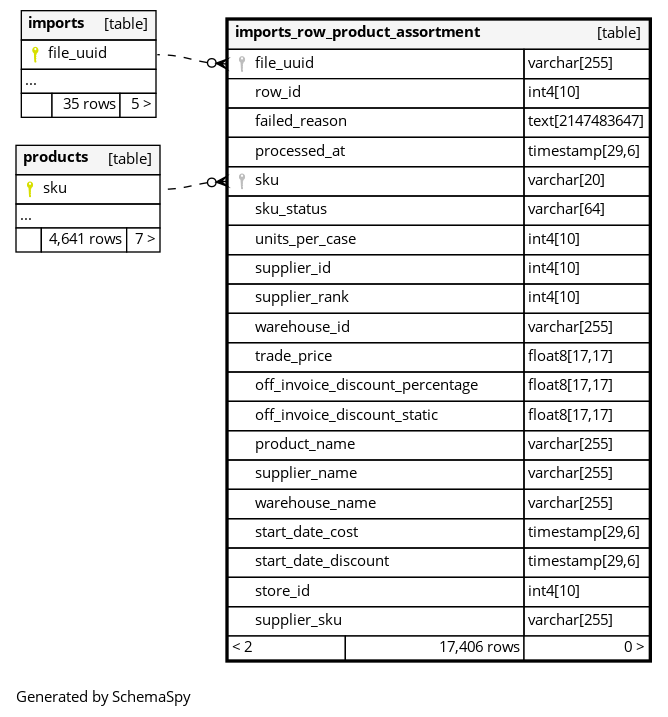 imports [table]
file_uuid
...
35 rows 5 >
products [table]
sku
...
4,641 rows 7 >
imports_row_product_assortment [table]
file_uuid varchar[255]
row_id int4[10]
failed_reason text[2147483647]
processed_at timestamp[29,6]
sku varchar[20]
sku_status varchar[64]
units_per_case int4[10]
supplier_id int4[10]
supplier_rank int4[10]
warehouse_id varchar[255]
trade_price float8[17,17]
off_invoice_discount_percentage float8[17,17]
off_invoice_discount_static float8[17,17]
product_name varchar[255]
supplier_name varchar[255]
warehouse_name varchar[255]
start_date_cost timestamp[29,6]
start_date_discount timestamp[29,6]
store_id int4[10]
supplier_sku varchar[255]
< 2 17,406 rows 0 >
Generated by SchemaSpy